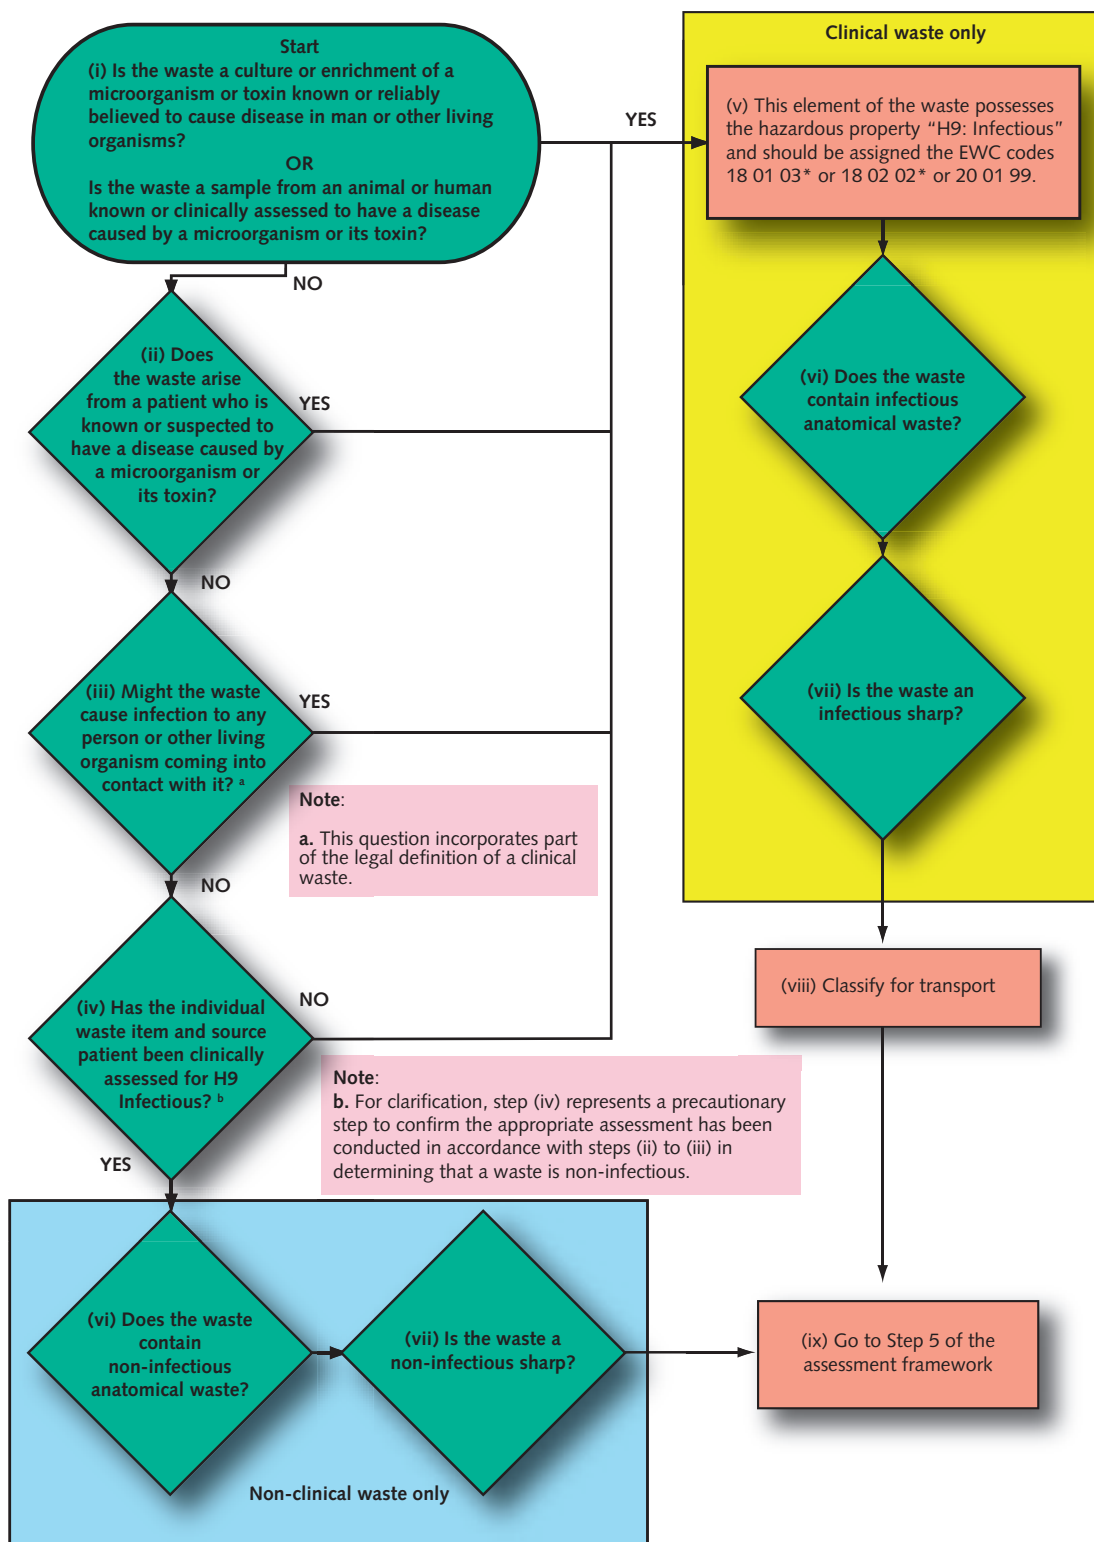 Start
(i) Is the waste a culture or enrichment of a
microorganism or toxin known or reliably
believed to cause disease in man or other living
organisms?
OR
Is the waste a sample from an animal or human
known or clinically assessed to have a disease
caused by a microorganism or its toxin?
YES
NO
(ii) Does
the waste arise
from a patient who is
known or suspected to
have a disease caused by
a microorganism or
its toxin?
YES
NO
(iii) Might the waste
cause infection to any
person or other living
organism coming into
contact with it? a
YES
NO
Note:
a. This question incorporates part
of the legal definition of a clinical
waste.
(iv) Has the individual
waste item and source
patient been clinically
assessed for H9
Infectious? b
NO
YES
Note:
b. For clarification, step (iv) represents a precautionary
step to confirm the appropriate assessment has been
conducted in accordance with steps (ii) to (iii) in
determining that a waste is non-infectious.
(vi) Does the waste
contain
non-infectious
anatomical waste?
(vii) Is the waste a
non-infectious sharp?
Non-clinical waste only
Clinical waste only
(v) This element of the waste possesses
the hazardous property “H9: Infectious”
and should be assigned the EWC codes
18 01 03* or 18 02 02* or 20 01 99.
(vi) Does the waste
contain infectious
anatomical waste?
(vii) Is the waste an
infectious sharp?
(viii) Classify for transport
(ix) Go to Step 5 of the
assessment framework